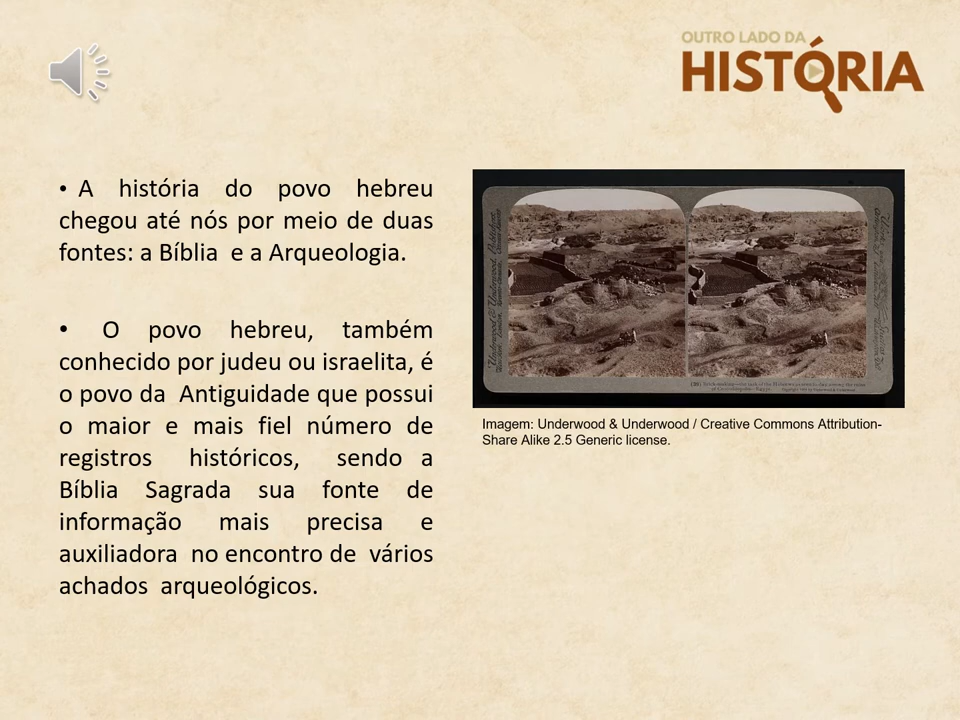 OUTRO LADO DA
HISTÓRIA
• A história do povo hebreu
chegou até nós por meio de duas
fontes: a Bíblia e a Arqueologia.
• O povo hebreu, também
conhecido por judeu ou israelita, é
o povo da Antiguidade que possui
o maior e mais fiel número de
registros históricos, sendo a
Bíblia Sagrada sua fonte de
informação mais precisa e
auxiliadora no encontro de vários
achados arqueológicos.
Imagem: Underwood & Underwood / Creative Commons Attribution-
Share Alike 2.5 Generic license.